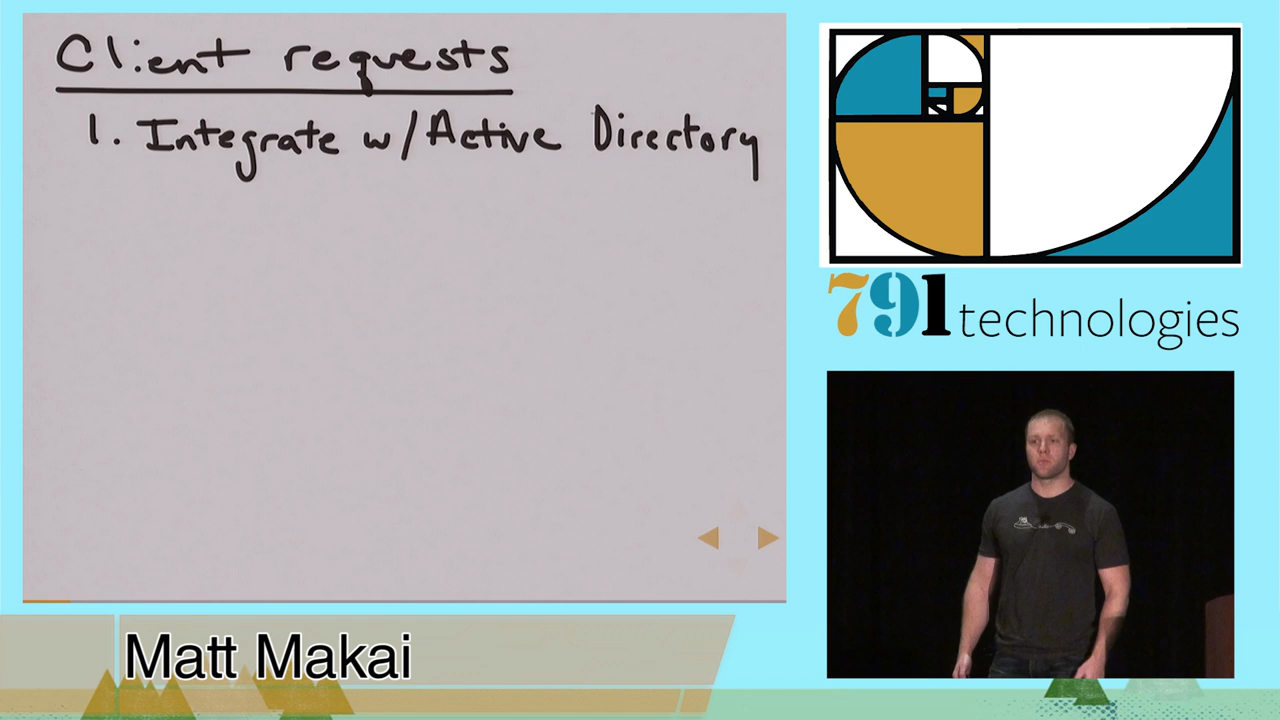 Client requests
1. Integrate w/Active Directory
791 technologies
Matt Makai